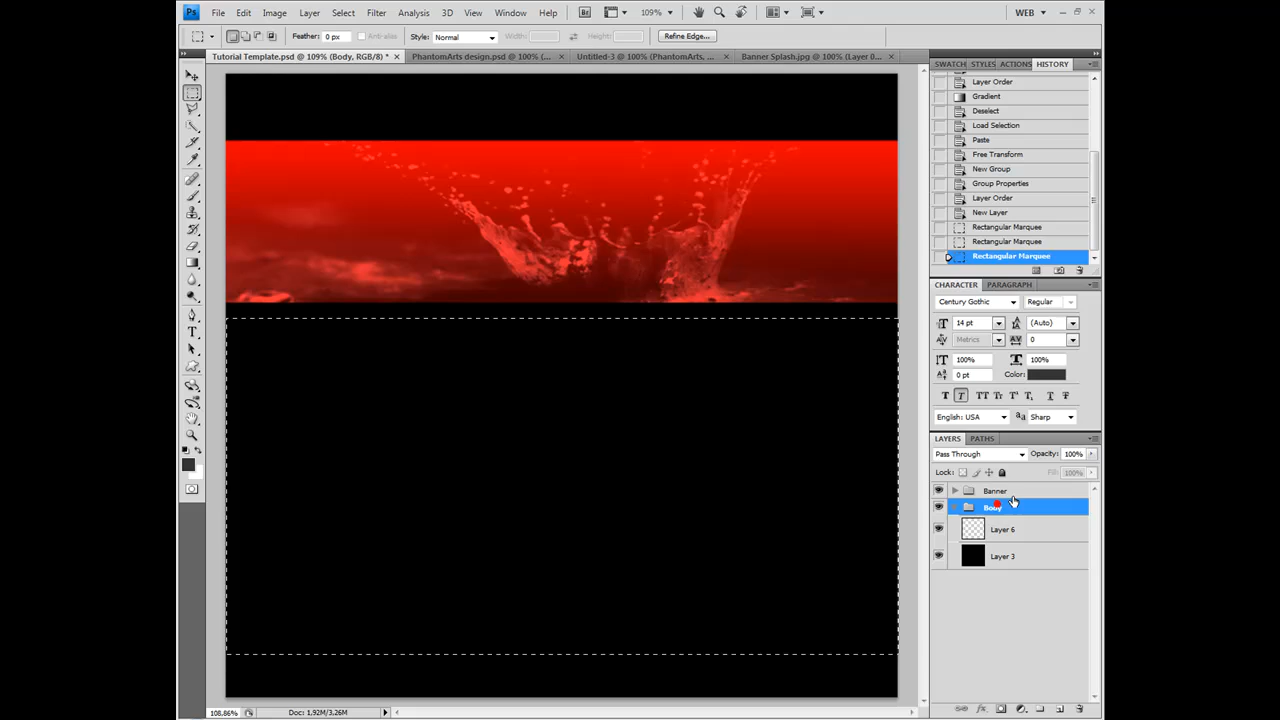 Ps File Edit Image Layer Select Filter Analysis 3D View Window Help Br 109% WEB
Feather: 0 px Anti-alias Style: Normal Width: Height: Refine Edge...
Tutorial Template.psd @ 109% (Body, RGB/8) * PhantomArts design.psd @ 100% (... Untitled-3 @ 100% (PhantomArts, ... Banner Splash.jpg @ 100% (Layer 0...
SWATCH STYLES ACTIONS HISTORY
Layer Order
Gradient
Deselect
Load Selection
Paste
Free Transform
New Group
Group Properties
Layer Order
New Layer
Rectangular Marquee
Rectangular Marquee
Rectangular Marquee
CHARACTER PARAGRAPH
Century Gothic Regular
14 pt (Auto)
Metrics 0
100% 100%
0 pt Color:
T T TT Tr T¹ T₁ T T
English: USA aa Sharp
LAYERS PATHS
Pass Through Opacity: 100%
Lock: Fill: 100%
Banner
Body
Layer 6
Layer 3
108.86% Doc: 1,92M/3,26M